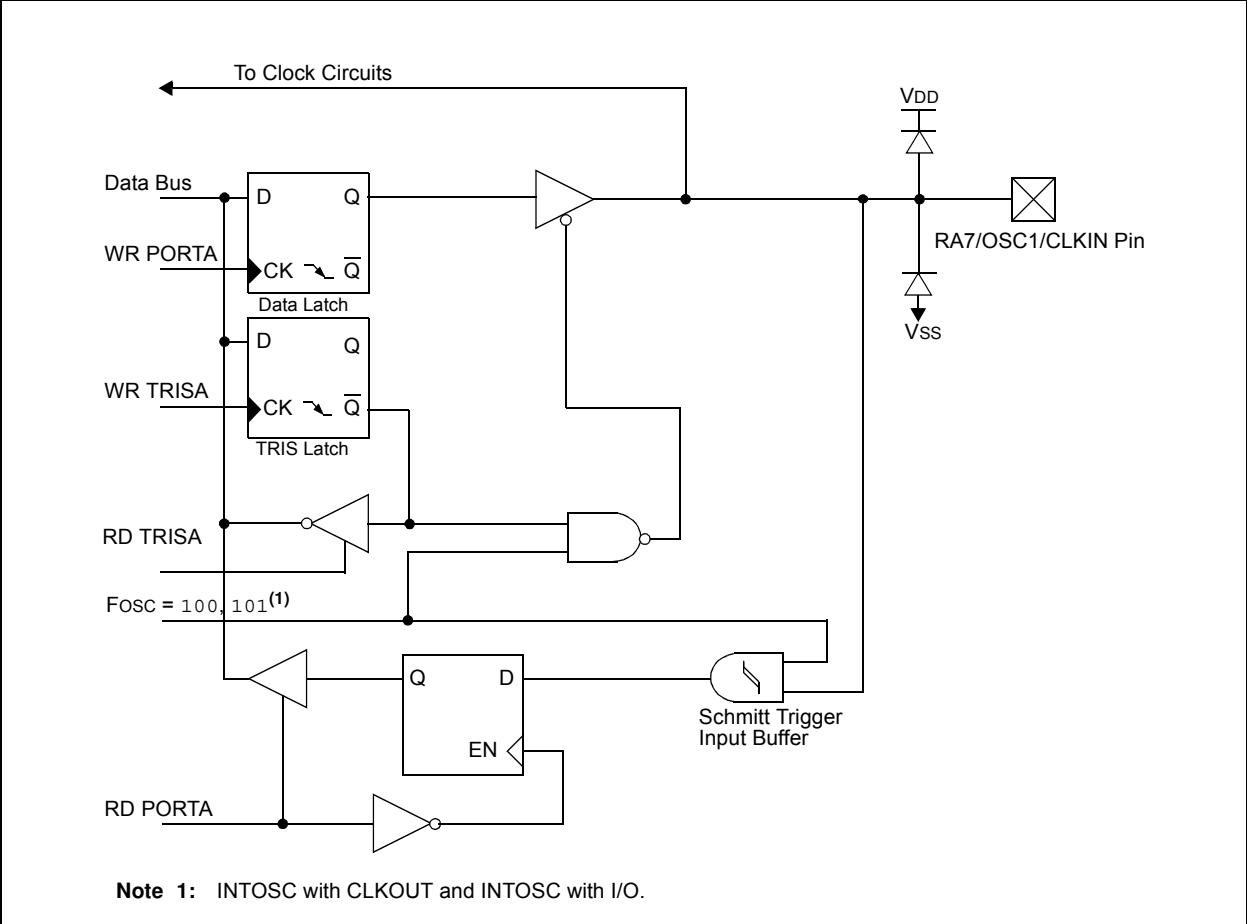 To Clock Circuits
VDD
Data Bus
D
Q
WR PORTA
CK
Q
RA7/OSC1/CLKIN Pin
Data Latch
VSS
D
Q
WR TRISA
CK
Q
TRIS Latch
RD TRISA
FOSC = 100, 101(1)
Q
D
Schmitt Trigger
Input Buffer
EN
RD PORTA
Note 1: INTOSC with CLKOUT and INTOSC with I/O.